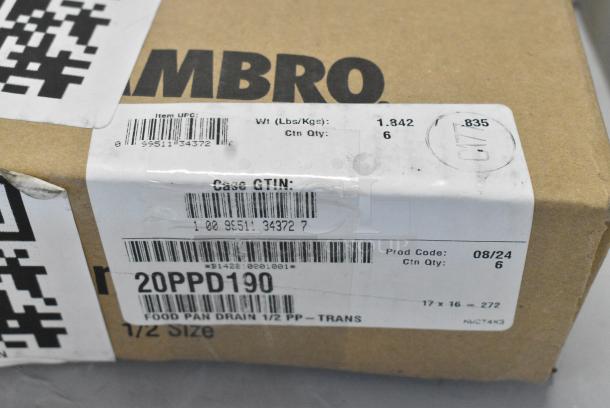 AMBRO
Item UPC:
Wt (Lbs/Kgs): 1.842 .835
Ctn Qty: 6
C177
0 99511 34372
Case GTIN:
1 00 99511 34372 7
Prod Code: 08/24
Ctn Qty: 6
20PPD190
17 x 16 = 272
FOOD PAN DRAIN 1/2 PP-TRANS
1/2 Size